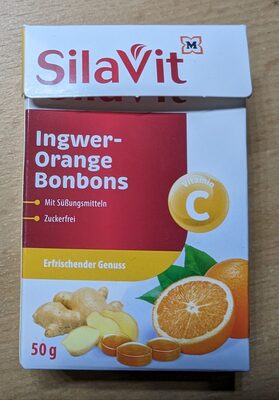 M
SilaVit
Ingwer-
Orange
Bonbons
• Mit Süßungsmitteln
• Zuckerfrei
Vitamin
C
Erfrischender Genuss
50 g